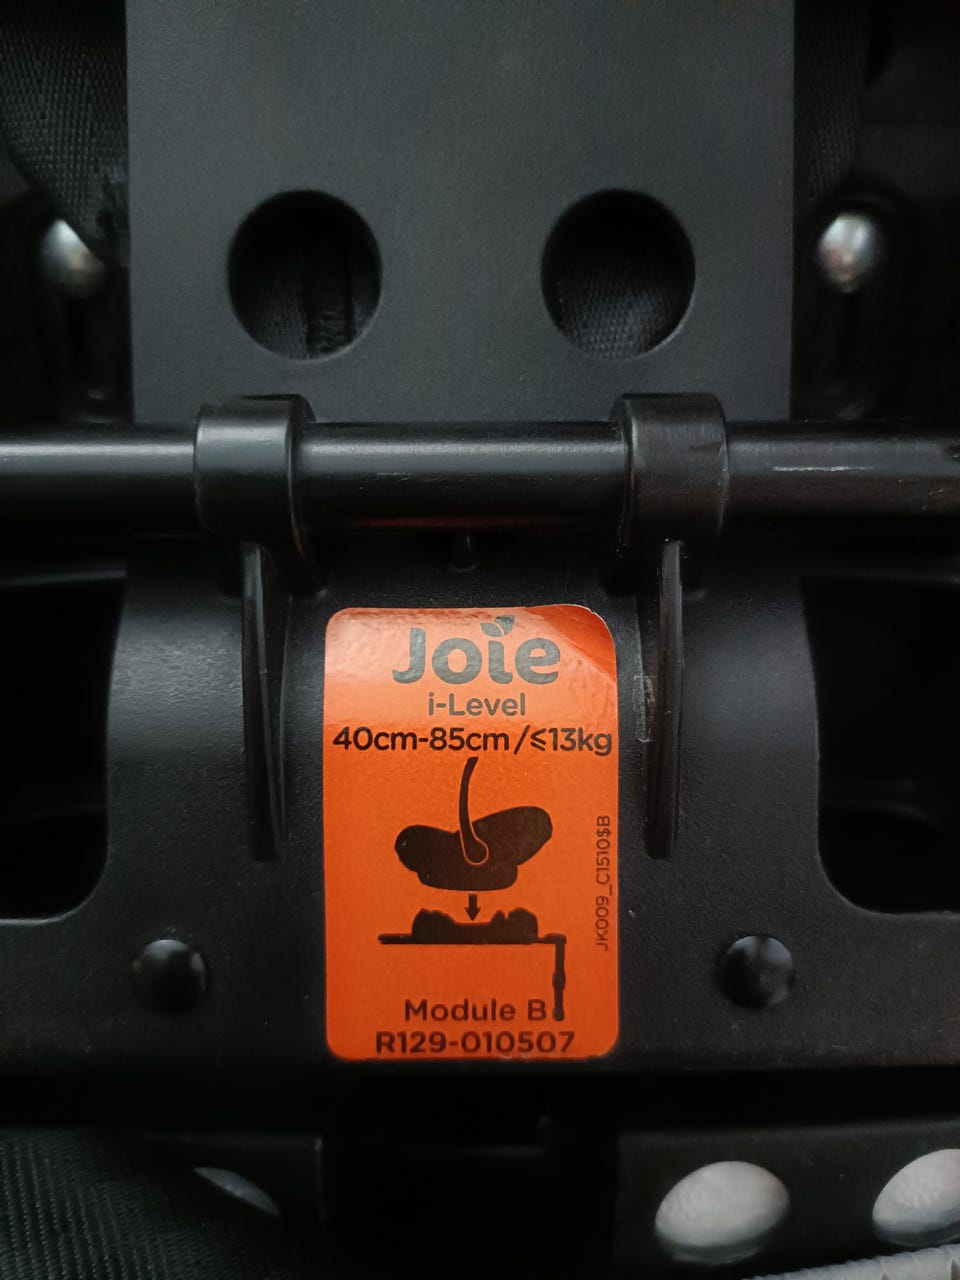 Joie
i-Level
40cm-85cm/≤13kg
JK009_C1510$B
Module B
R129-010507